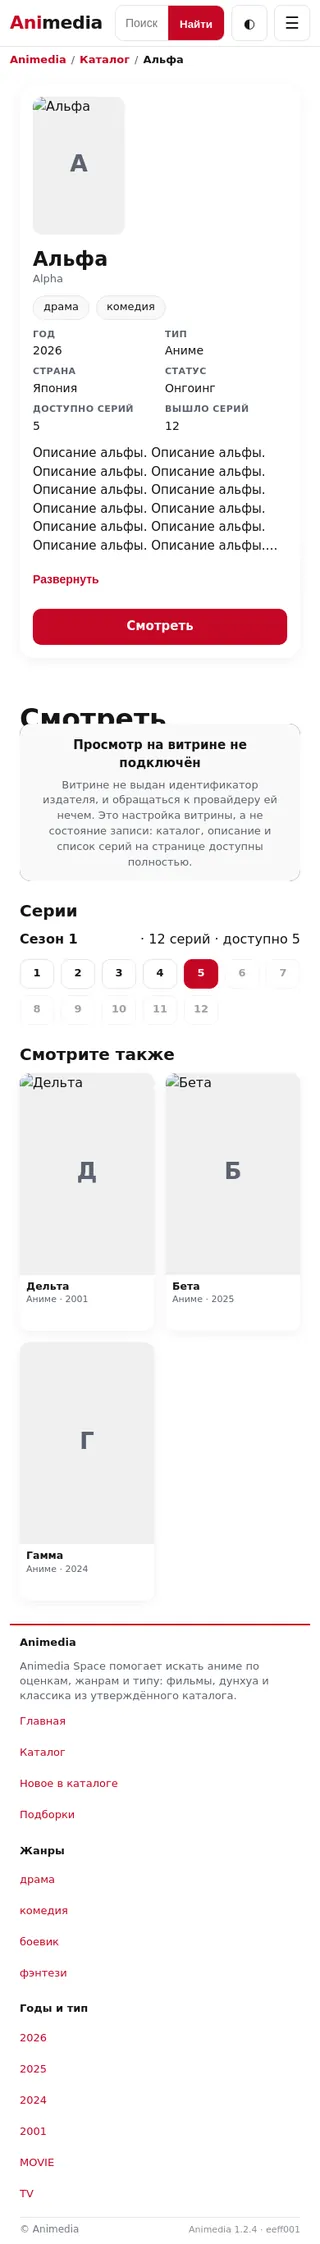 Animedia
Поиск
Найти
Animedia / Каталог / Альфа
Альфа
А
Альфа
Alpha
драма
комедия
ГОД
ТИП
2026
Аниме
СТРАНА
СТАТУС
Япония
Онгоинг
ДОСТУПНО СЕРИЙ
ВЫШЛО СЕРИЙ
5
12
Описание альфы. Описание альфы.
Описание альфы. Описание альфы.
Описание альфы. Описание альфы.
Описание альфы. Описание альфы.
Описание альфы. Описание альфы.
Описание альфы. Описание альфы....
Развернуть
Смотреть
Смотреть
Просмотр на витрине не
подключён
Витрине не выдан идентификатор
издателя, и обращаться к провайдеру ей
нечем. Это настройка витрины, а не
состояние записи: каталог, описание и
список серий на странице доступны
полностью.
Серии
Сезон 1 · 12 серий · доступно 5
1 2 3 4 5 6 7
8 9 10 11 12
Смотрите также
Дельта
Д
Дельта
Аниме · 2001
Бета
Б
Бета
Аниме · 2025
Г
Гамма
Аниме · 2024
Animedia
Animedia Space помогает искать аниме по
оценкам, жанрам и типу: фильмы, дунхуа и
классика из утверждённого каталога.
Главная
Каталог
Новое в каталоге
Подборки
Жанры
драма
комедия
боевик
фэнтези
Годы и тип
2026
2025
2024
2001
MOVIE
TV
© Animedia
Animedia 1.2.4 · eeff001